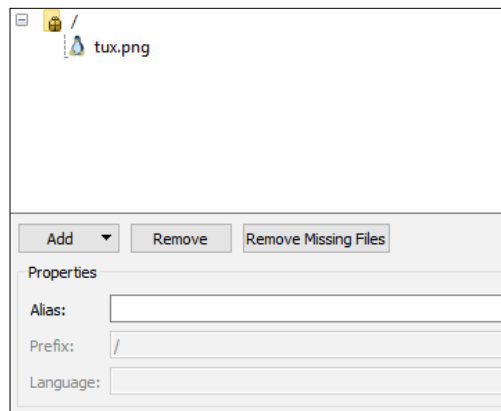 /
tux.png
Add Remove Remove Missing Files
Properties
Alias:
Prefix: /
Language: